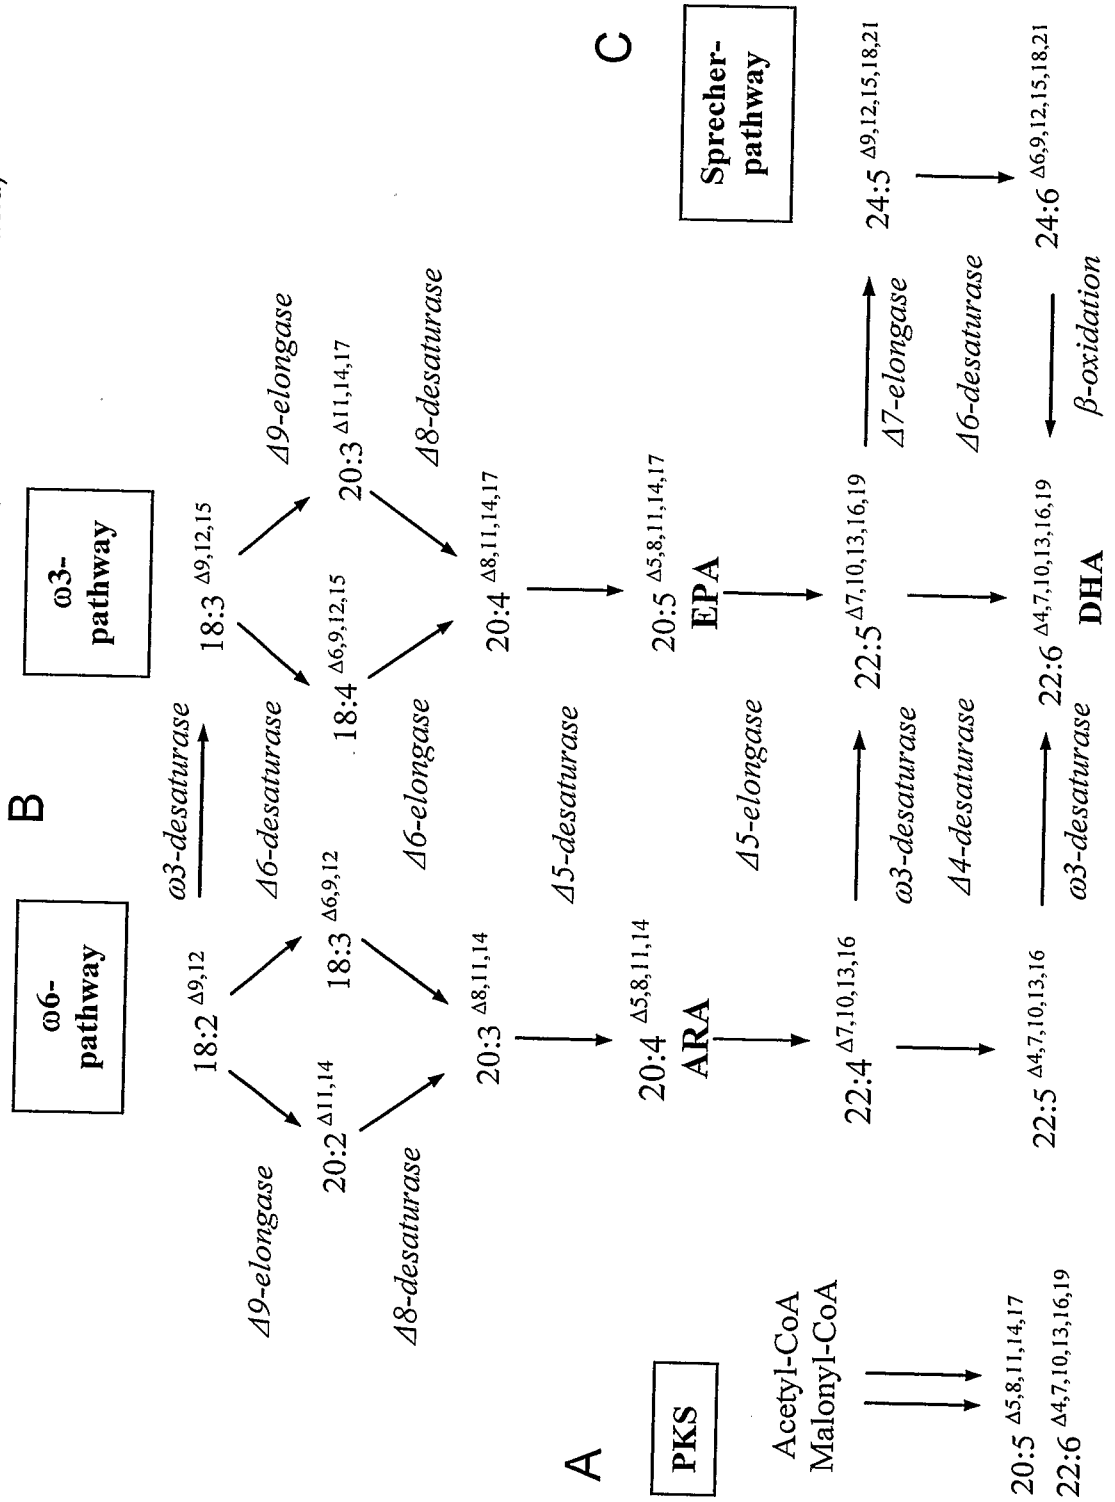 A
PKS
Acetyl-CoA
Malonyl-CoA
20:5 Δ5,8,11,14,17
22:6 Δ4,7,10,13,16,19
B
ω6-
pathway
ω3-
pathway
18:2 Δ9,12
ω3-desaturase
18:3 Δ9,12,15
Δ9-elongase
Δ6-desaturase
Δ9-elongase
20:2 Δ11,14
18:3 Δ6,9,12
18:4 Δ6,9,12,15
20:3 Δ11,14,17
Δ8-desaturase
Δ6-elongase
Δ8-desaturase
20:3 Δ8,11,14
20:4 Δ8,11,14,17
Δ5-desaturase
20:4 Δ5,8,11,14
ARA
20:5 Δ5,8,11,14,17
EPA
Δ5-elongase
22:4 Δ7,10,13,16
ω3-desaturase
22:5 Δ7,10,13,16,19
Δ4-desaturase
22:5 Δ4,7,10,13,16
ω3-desaturase
22:6 Δ4,7,10,13,16,19
DHA
C
Sprecher-
pathway
Δ7-elongase
24:5 Δ9,12,15,18,21
Δ6-desaturase
24:6 Δ6,9,12,15,18,21
β-oxidation